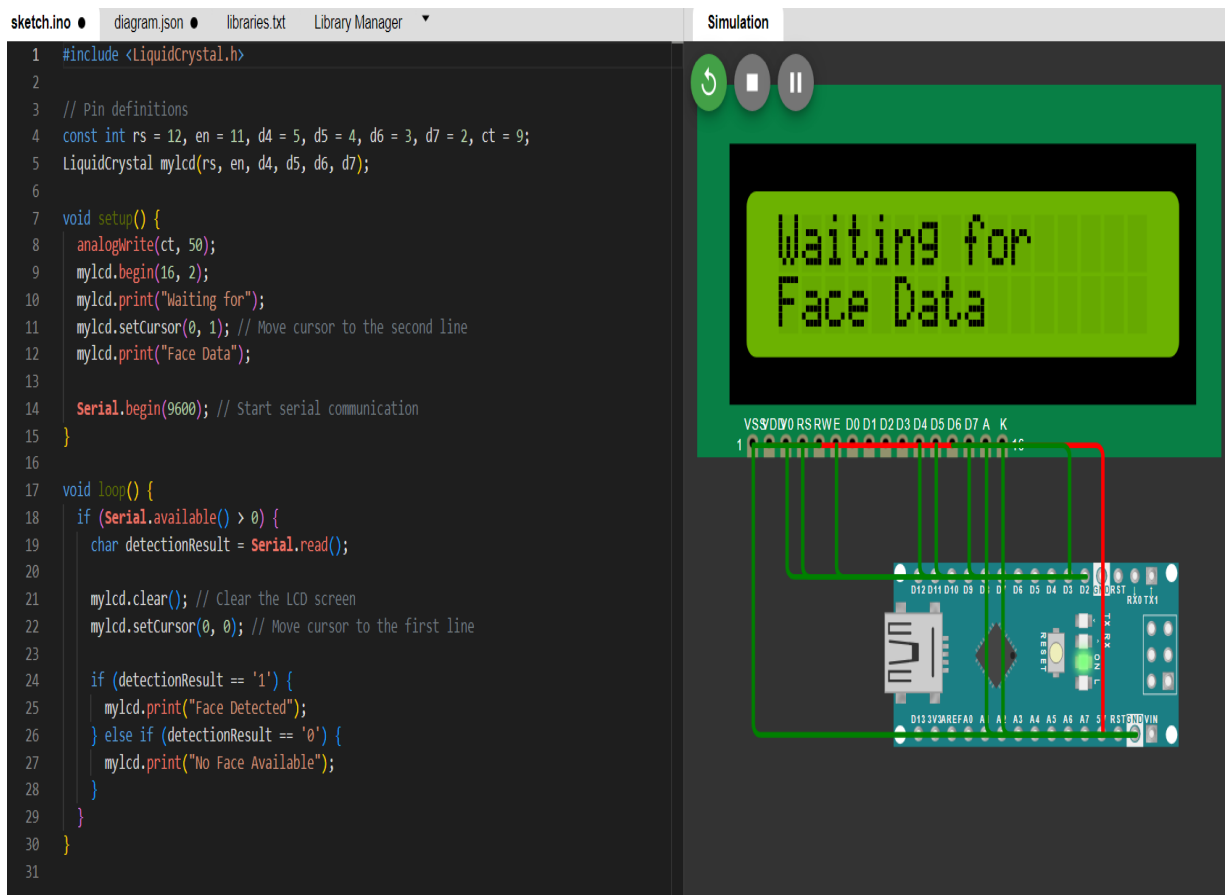 sketch.ino ● diagram.json ● libraries.txt Library Manager ▼
1 #include <LiquidCrystal.h>
2
3 // Pin definitions
4 const int rs = 12, en = 11, d4 = 5, d5 = 4, d6 = 3, d7 = 2, ct = 9;
5 LiquidCrystal mylcd(rs, en, d4, d5, d6, d7);
6
7 void setup() {
8 analogWrite(ct, 50);
9 mylcd.begin(16, 2);
10 mylcd.print("Waiting for");
11 mylcd.setCursor(0, 1); // Move cursor to the second line
12 mylcd.print("Face Data");
13
14 Serial.begin(9600); // Start serial communication
15 }
16
17 void loop() {
18 if (Serial.available() > 0) {
19 char detectionResult = Serial.read();
20
21 mylcd.clear(); // Clear the LCD screen
22 mylcd.setCursor(0, 0); // Move cursor to the first line
23
24 if (detectionResult == '1') {
25 mylcd.print("Face Detected");
26 } else if (detectionResult == '0') {
27 mylcd.print("No Face Available");
28 }
29 }
30 }
31
Simulation
Waiting for
Face Data
VSS VDD V0 RS RW E D0 D1 D2 D3 D4 D5 D6 D7 A K
1 16
D12 D11 D10 D9 D8 D7 D6 D5 D4 D3 D2 GND RST
RX0 TX1
TX RX
RESET
ON L
D13 3V3 AREF A0 A1 A2 A3 A4 A5 A6 A7 5V RST GND VIN